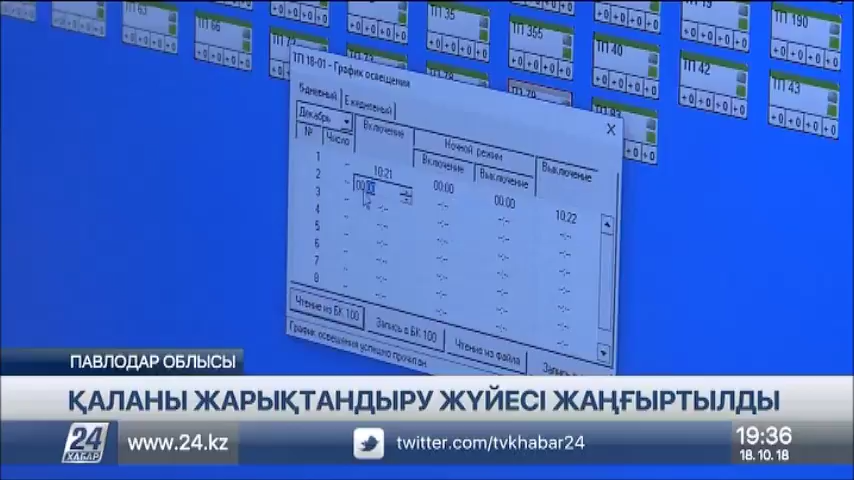 ТП 63
ТП 66
ТП 35
ТП 355
ТП 40
ТП 42
ТП 190
ТП 43
ТП 18-01 - График освещения
5-дневный Ежедневный
Декабрь
№ Число Включение Ночной режим Выключение
Включение Выключение
1 10:21 00:00 00:00 10:22
2 00:00
3
4
5
6
7
8
Чтение из БК 100 Запись в БК 100 Чтение из файла Запись
График освещения успешно прочитан
ПАВЛОДАР ОБЛЫСЫ
ҚАЛАНЫ ЖАРЫҚТАНДЫРУ ЖҮЙЕСІ ЖАҢҒЫРТЫЛДЫ
24 ХАБАР www.24.kz twitter.com/tvkhabar24 19:36
18.10.18